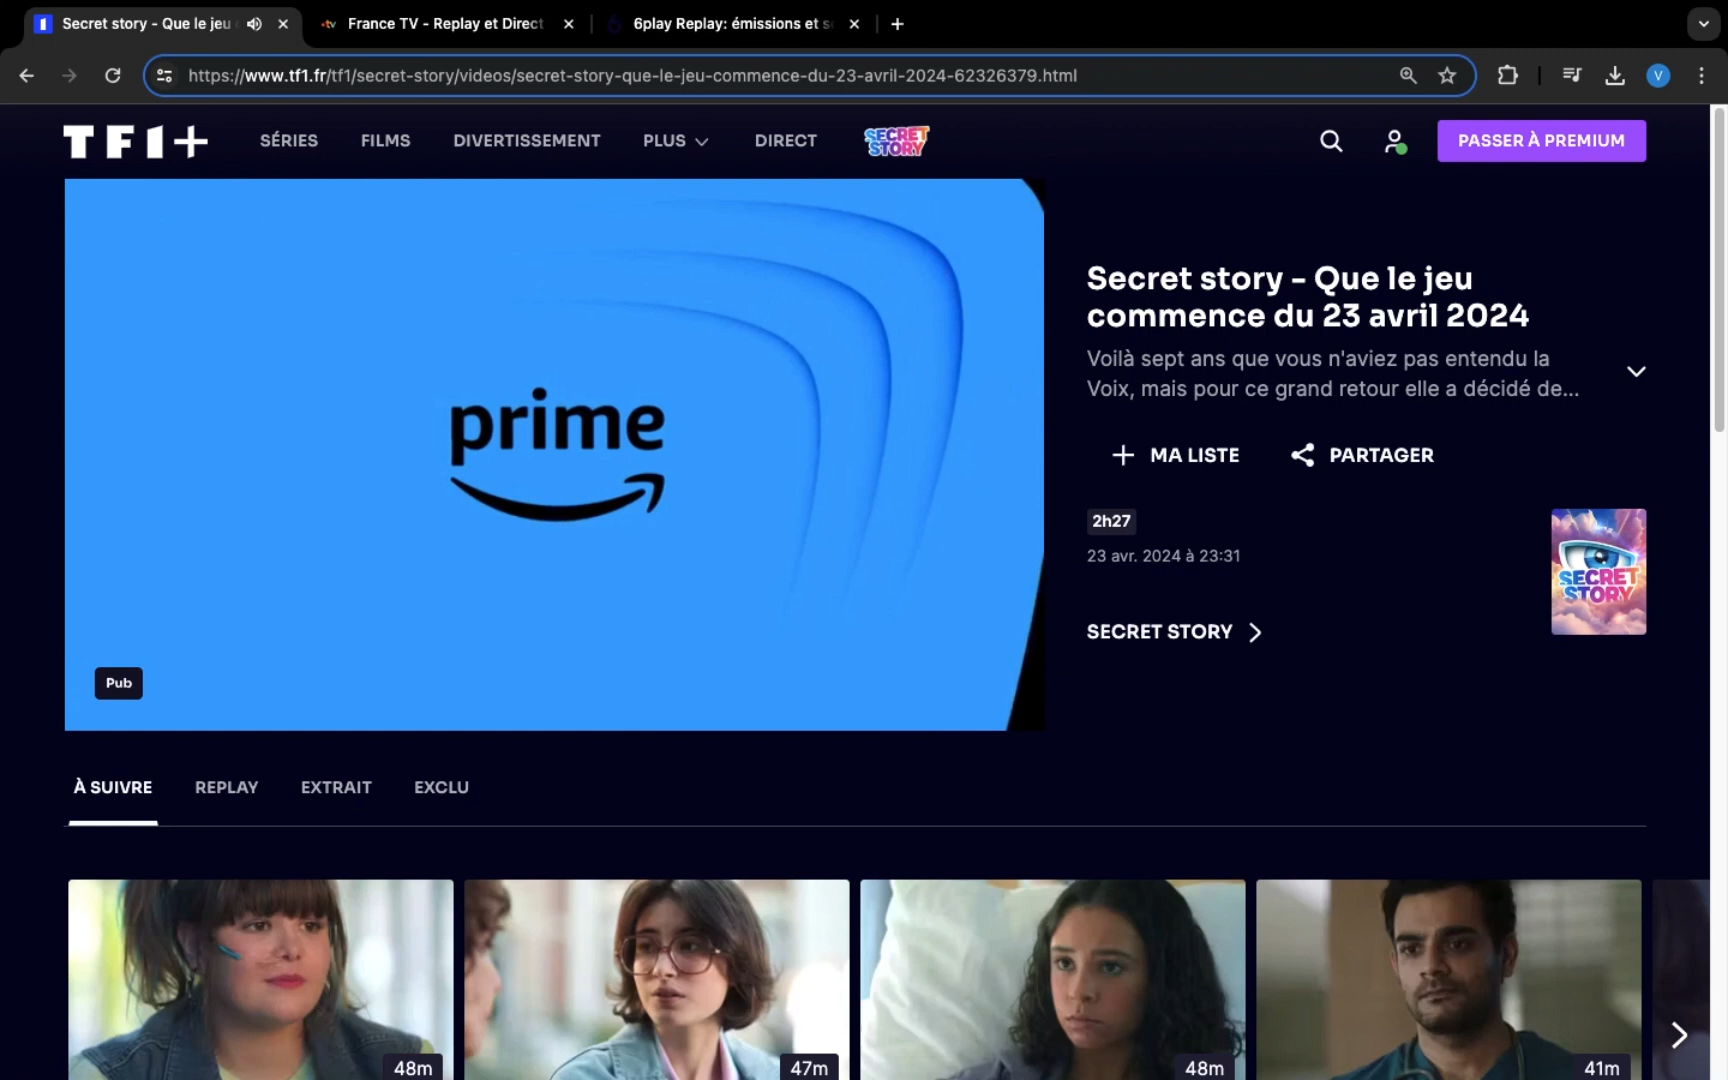 Secret story - Que le jeu
France TV - Replay et Direct
6play Replay: émissions et s
https://www.tf1.fr/tf1/secret-story/videos/secret-story-que-le-jeu-commence-du-23-avril-2024-62326379.html
V
TF1+
SÉRIES
FILMS
DIVERTISSEMENT
PLUS
DIRECT
SECRET STORY
PASSER À PREMIUM
prime
Pub
Secret story - Que le jeu
commence du 23 avril 2024
Voilà sept ans que vous n'aviez pas entendu la
Voix, mais pour ce grand retour elle a décidé de...
MA LISTE
PARTAGER
2h27
23 avr. 2024 à 23:31
SECRET
STORY
SECRET STORY
À SUIVRE
REPLAY
EXTRAIT
EXCLU
48m
47m
48m
41m